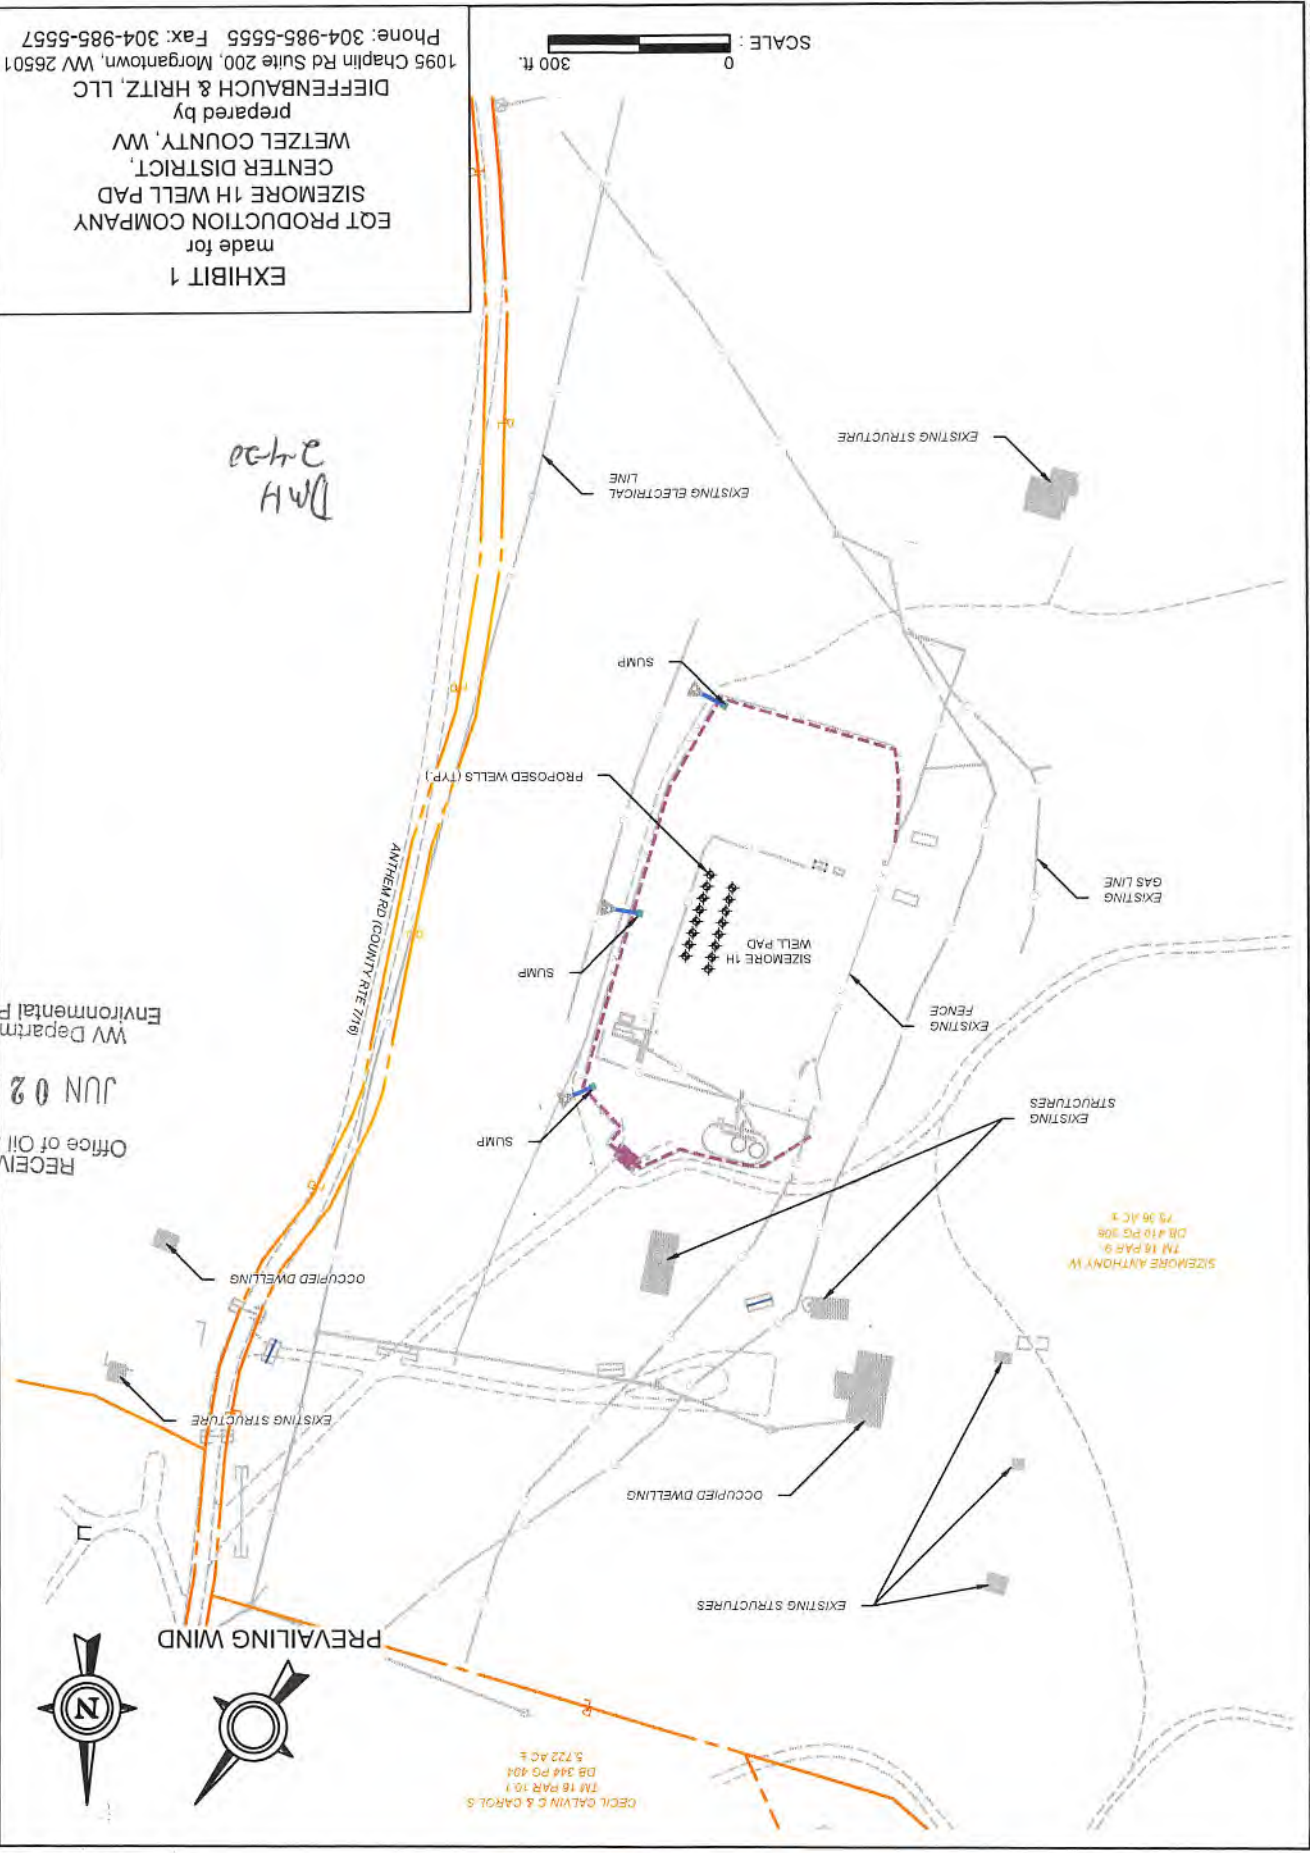 CECIL CALVIN C & CAROL S
TM 16 PAR 10.1
DB 344 PG 404
5.722 AC ±
N
PREVAILING WIND
EXISTING STRUCTURES
OCCUPIED DWELLING
EXISTING STRUCTURE
OCCUPIED DWELLING
SIZEMORE ANTHONY W
TM 16 PAR 9
DB 410 PG 308
75.36 AC ±
EXISTING
STRUCTURES
SUMP
RECEIV
Office of Oil
JUN 02
WV Departm
Environmental P
EXISTING
FENCE
SIZEMORE 1H
WELL PAD
SUMP
ANTHEM RD (COUNTY RTE 7/16)
EXISTING
GAS LINE
PROPOSED WELLS (TYP.)
SUMP
EXISTING ELECTRICAL
LINE
EXISTING STRUCTURE
DMH
2-4-20
SCALE :
0
300 ft.
EXHIBIT 1
made for
EQT PRODUCTION COMPANY
SIZEMORE 1H WELL PAD
CENTER DISTRICT,
WETZEL COUNTY, WV
prepared by
DIEFFENBAUCH & HRITZ, LLC
1095 Chaplin Rd Suite 200, Morgantown, WV 26501
Phone: 304-985-5555 Fax: 304-985-5557